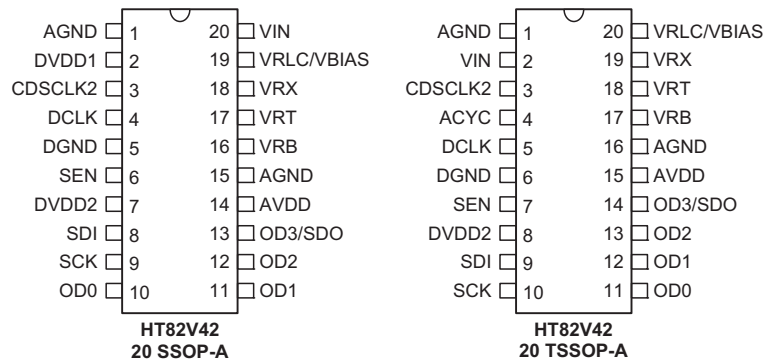 AGND 1 20 VIN AGND 1 20 VRLC/VBIAS
DVDD1 2 19 VRLC/VBIAS VIN 2 19 VRX
CDSCLK2 3 18 VRX CDSCLK2 3 18 VRT
DCLK 4 17 VRT ACYC 4 17 VRB
DGND 5 16 VRB DCLK 5 16 AGND
SEN 6 15 AGND DGND 6 15 AVDD
DVDD2 7 14 AVDD SEN 7 14 OD3/SDO
SDI 8 13 OD3/SDO DVDD2 8 13 OD2
SCK 9 12 OD2 SDI 9 12 OD1
OD0 10 11 OD1 SCK 10 11 OD0
HT82V42 HT82V42
20 SSOP-A 20 TSSOP-A